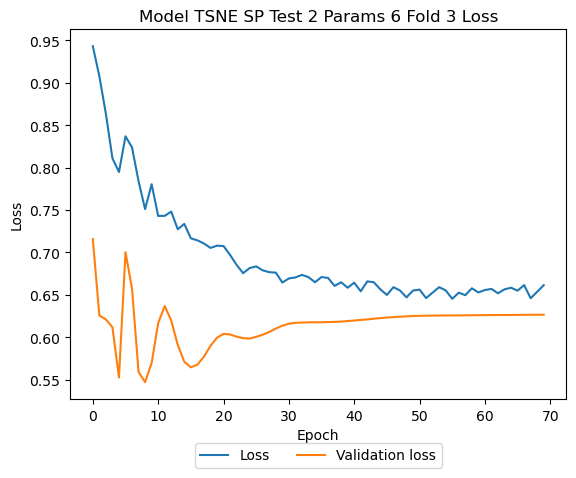 Model TSNE SP Test 2 Params 6 Fold 3 Loss
0.95
0.90
0.85
0.80
0.75
0.70
0.65
0.60
0.55
Loss
0 10 20 30 40 50 60 70
Epoch
Loss Validation loss